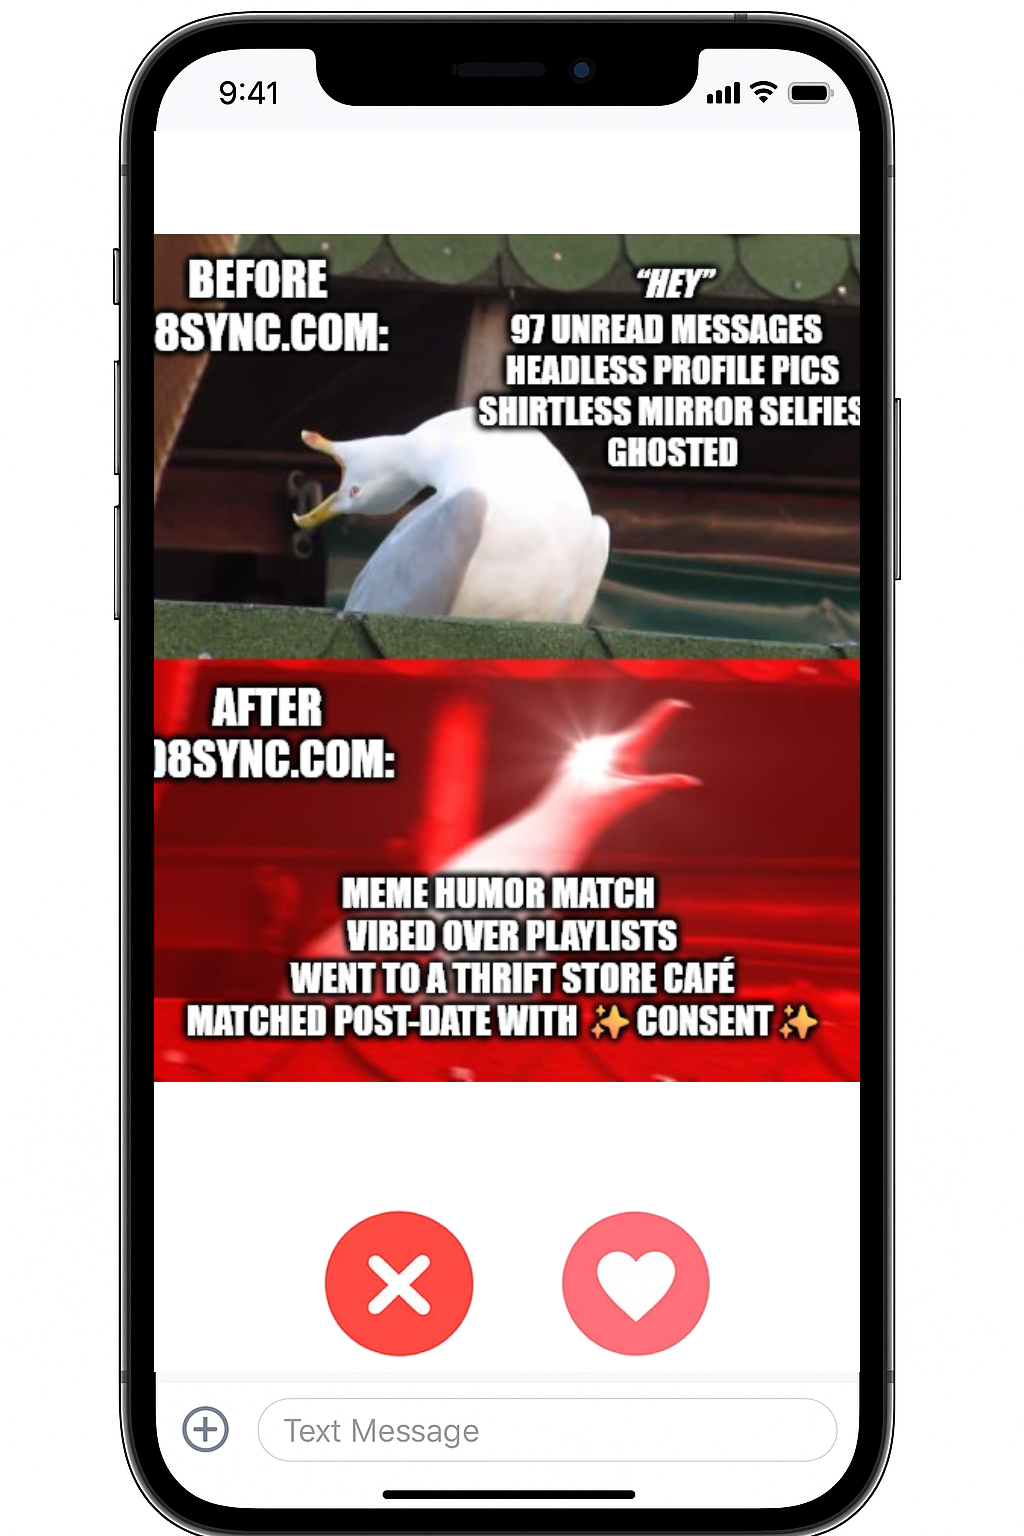 9:41
BEFORE
8SYNC.COM:
“HEY”
97 UNREAD MESSAGES
HEADLESS PROFILE PICS
SHIRTLESS MIRROR SELFIES
GHOSTED
AFTER
8SYNC.COM:
MEME HUMOR MATCH
VIBED OVER PLAYLISTS
WENT TO A THRIFT STORE CAFÉ
MATCHED POST-DATE WITH ✨ CONSENT ✨
Text Message